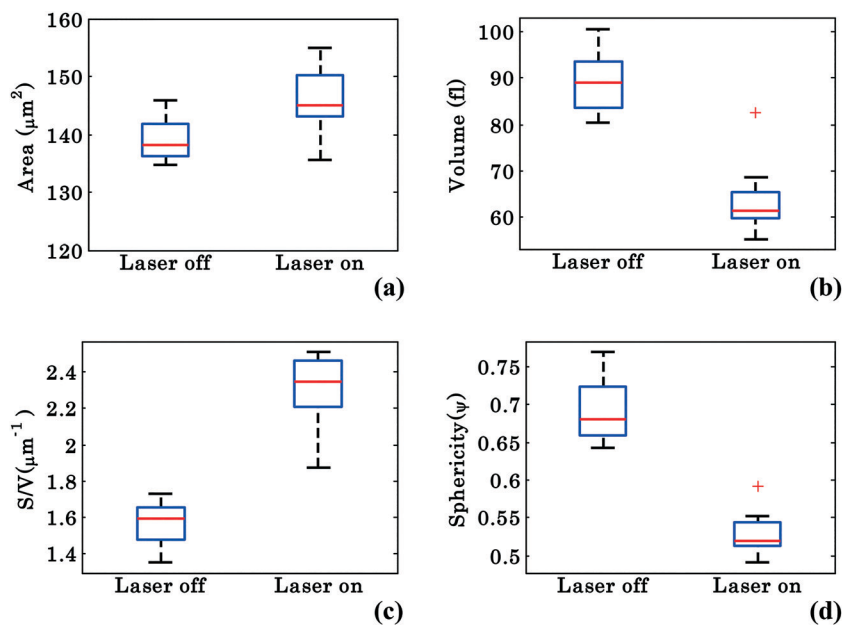 160
150
140
130
120
Area (μm²)
Laser off
Laser on
(a)
100
90
80
70
60
Volume (fl)
Laser off
Laser on
(b)
2.4
2.2
2
1.8
1.6
1.4
S/V(μm⁻¹)
Laser off
Laser on
(c)
0.75
0.7
0.65
0.6
0.55
0.5
Sphericity(ψ)
Laser off
Laser on
(d)